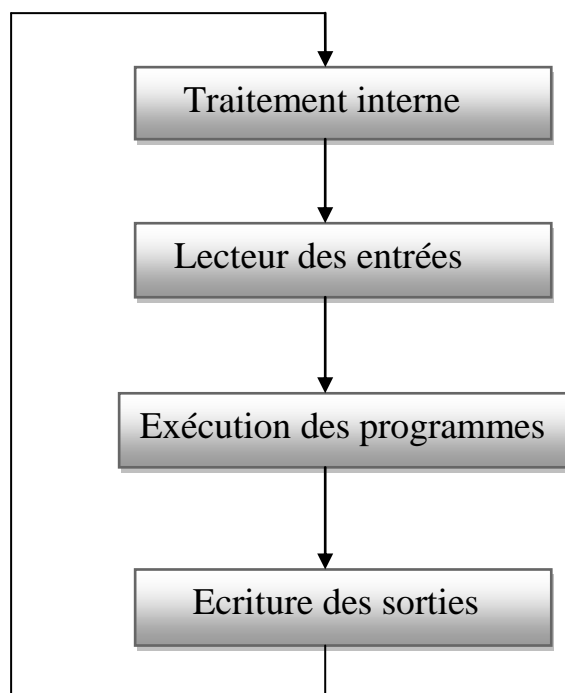 Traitement interne
Lecteur des entrées
Exécution des programmes
Ecriture des sorties